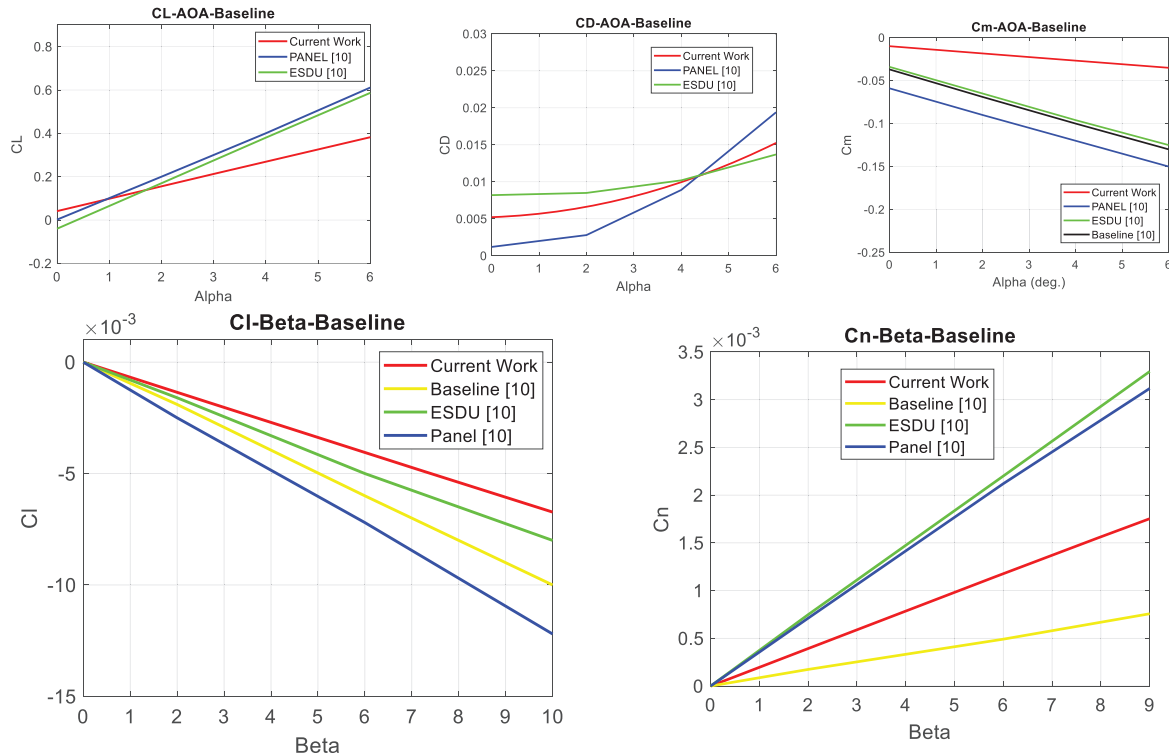 CL-AOA-Baseline
0.8
0.6
0.4
0.2
0
-0.2
CL
0 1 2 3 4 5 6
Alpha
Current Work
PANEL [10]
ESDU [10]
CD-AOA-Baseline
0.03
0.025
0.02
0.015
0.01
0.005
0
CD
0 1 2 3 4 5 6
Alpha
Current Work
PANEL [10]
ESDU [10]
Cm-AOA-Baseline
0
-0.05
-0.1
-0.15
-0.2
-0.25
Cm
0 1 2 3 4 5 6
Alpha (deg.)
Current Work
PANEL [10]
ESDU [10]
Baseline [10]
Cl-Beta-Baseline
×10⁻³
0
-5
-10
-15
Cl
0 1 2 3 4 5 6 7 8 9 10
Beta
Current Work
Baseline [10]
ESDU [10]
Panel [10]
Cn-Beta-Baseline
×10⁻³
3.5
3
2.5
2
1.5
1
0.5
0
Cn
0 1 2 3 4 5 6 7 8 9
Beta
Current Work
Baseline [10]
ESDU [10]
Panel [10]